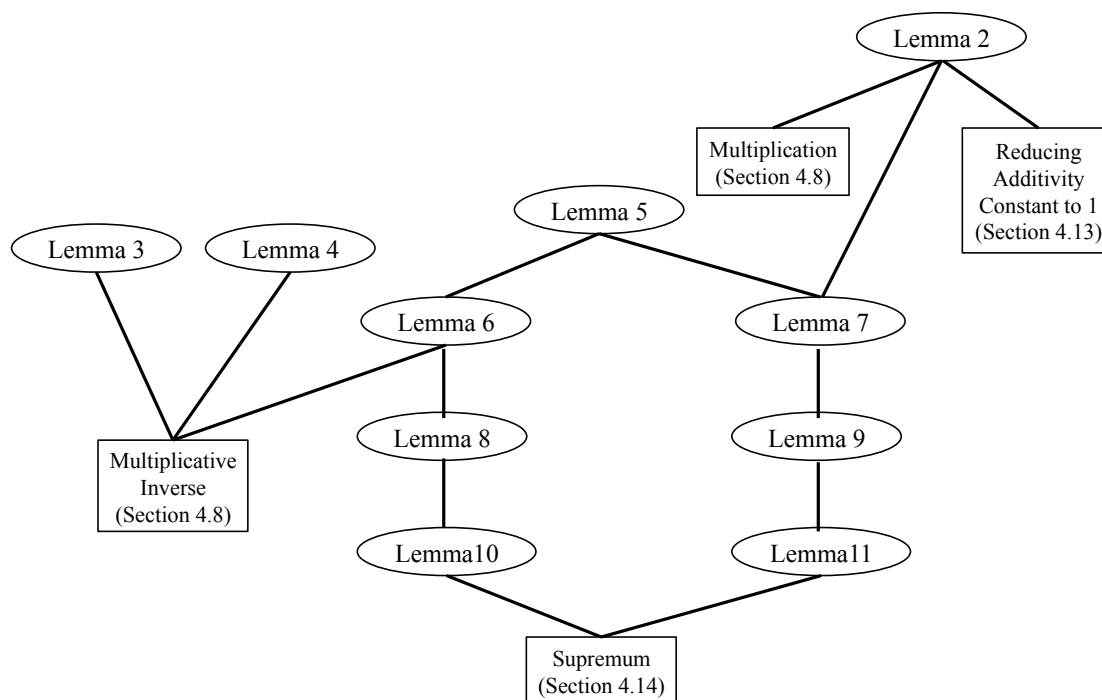 Lemma 2
Multiplication
(Section 4.8)
Reducing
Additivity
Constant to 1
(Section 4.13)
Lemma 5
Lemma 3
Lemma 4
Lemma 6
Lemma 7
Lemma 8
Lemma 9
Multiplicative
Inverse
(Section 4.8)
Lemma10
Lemma11
Supremum
(Section 4.14)